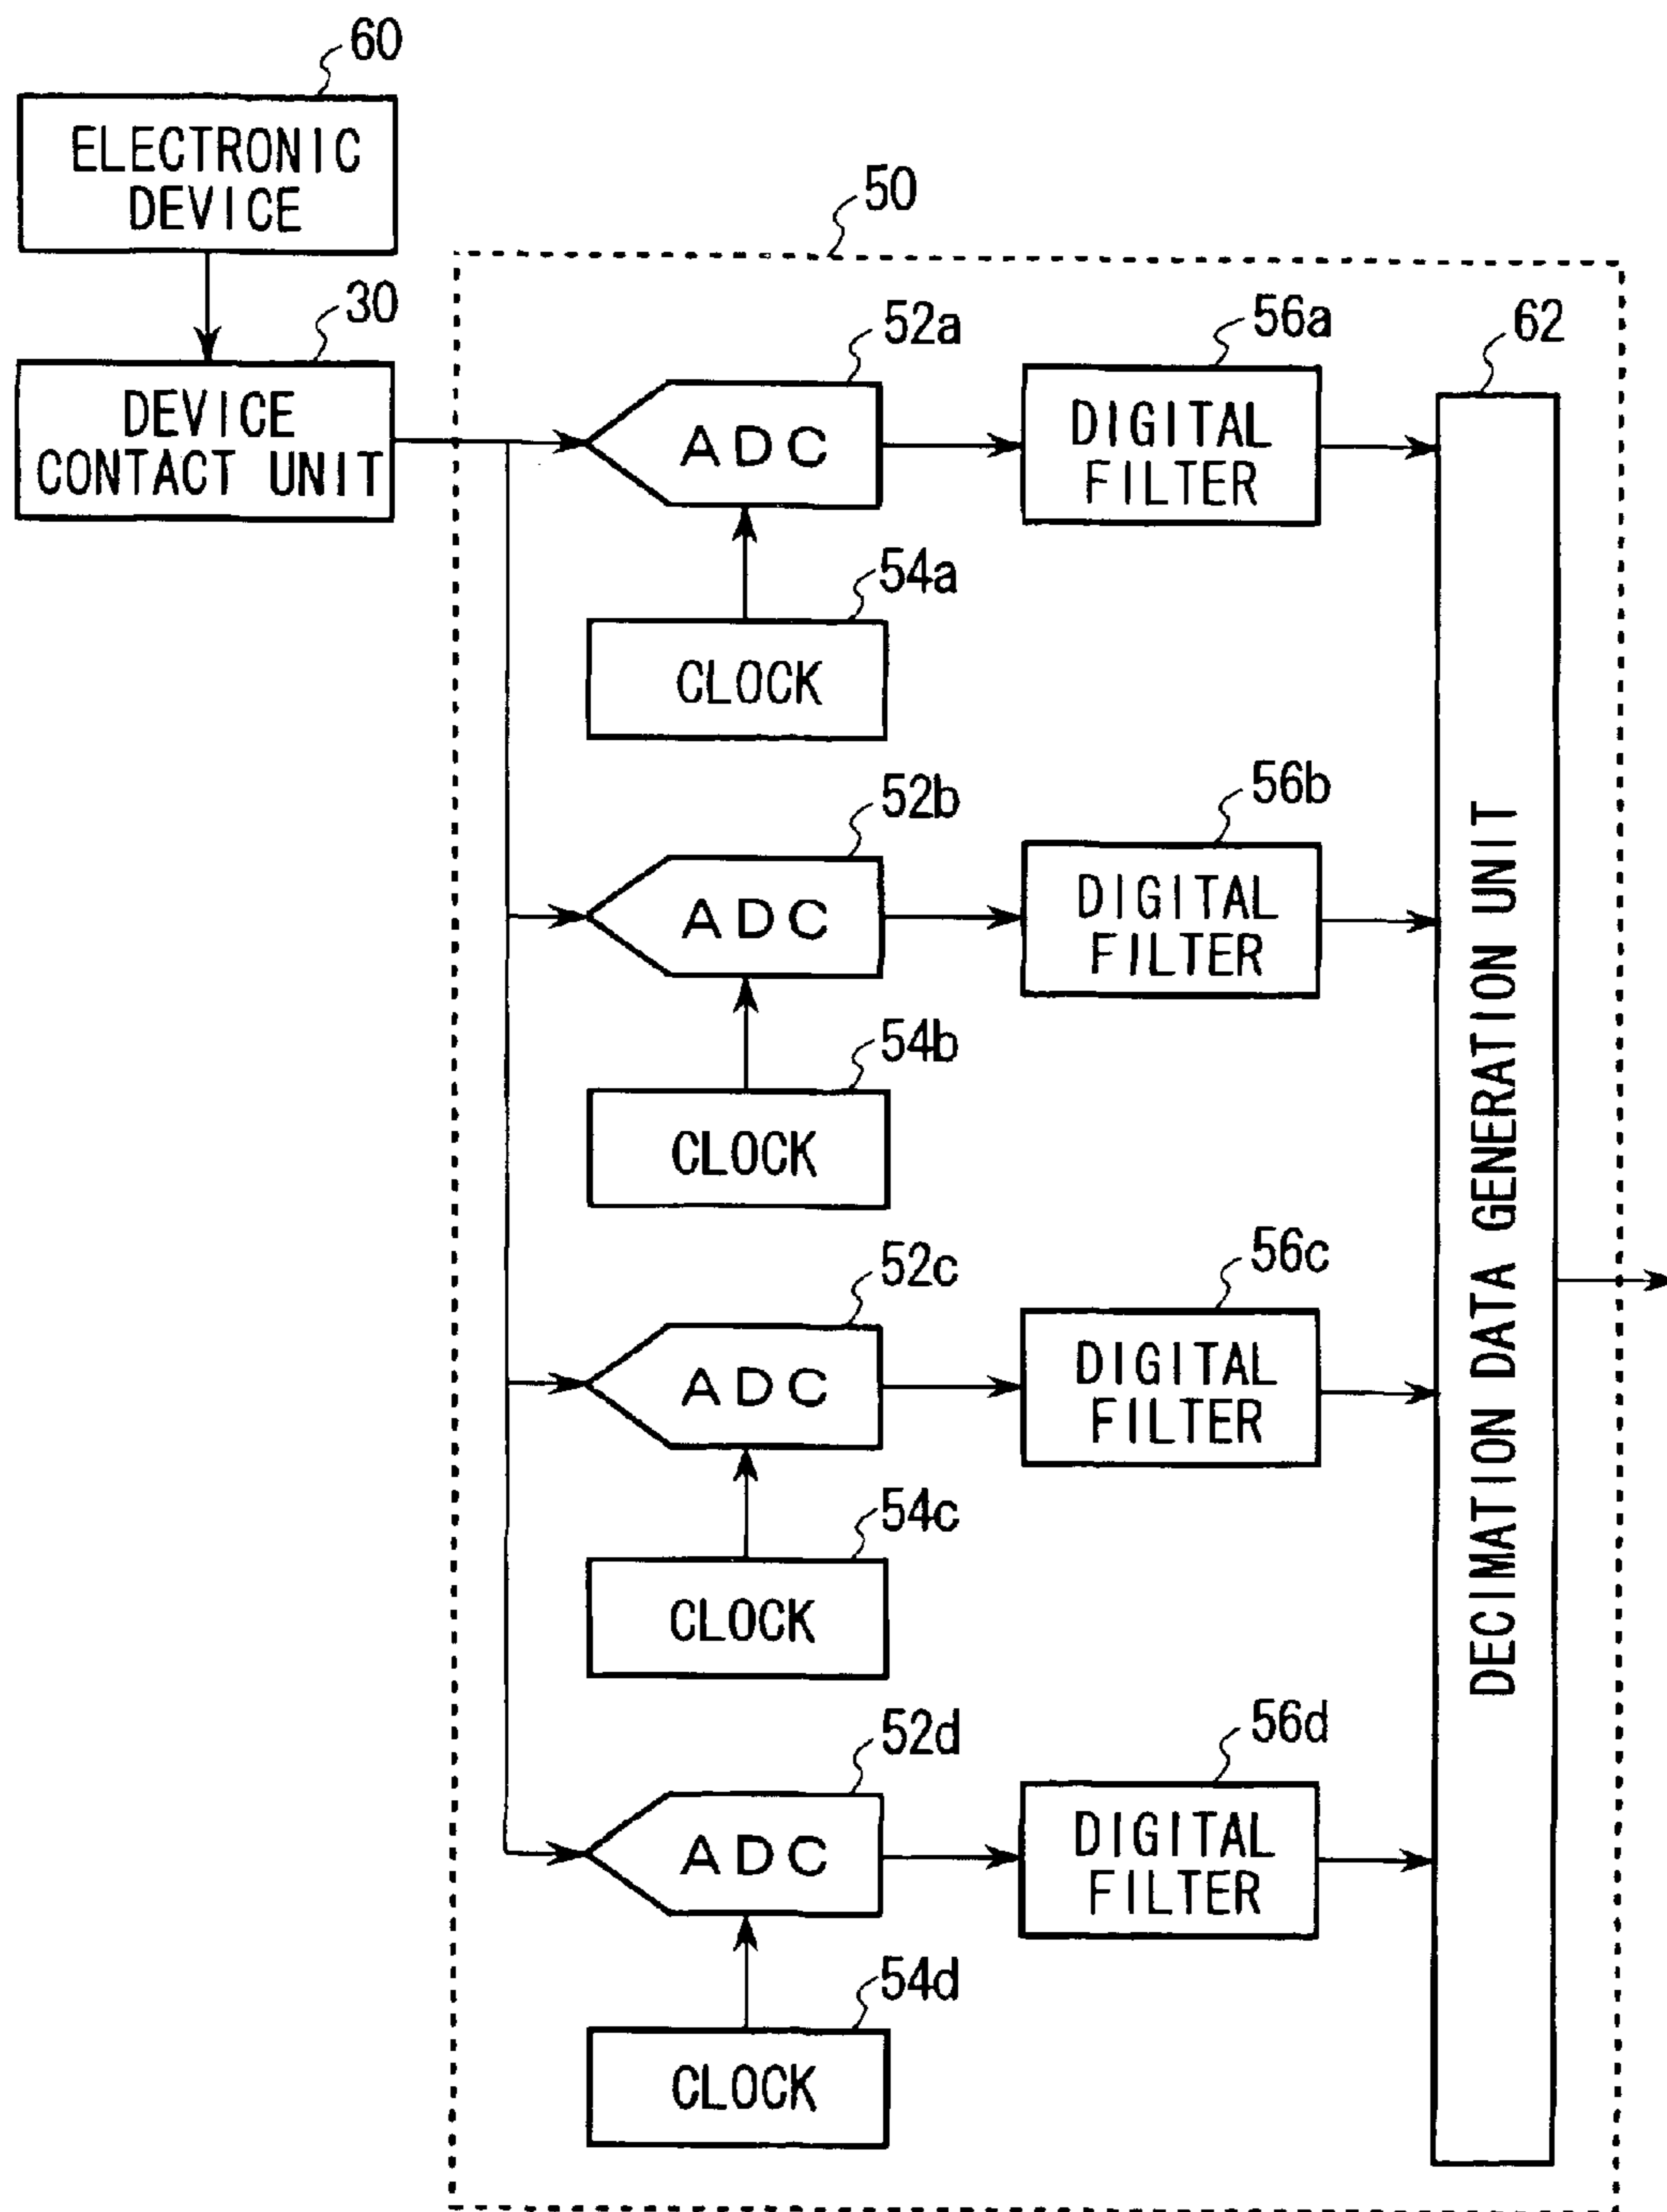 60
ELECTRONIC
DEVICE
50
30
DEVICE
CONTACT UNIT
52a
56a
62
ADC
DIGITAL
FILTER
54a
CLOCK
52b
56b
ADC
DIGITAL
FILTER
54b
CLOCK
52c
56c
ADC
DIGITAL
FILTER
54c
CLOCK
52d
56d
ADC
DIGITAL
FILTER
54d
CLOCK
DECIMATION DATA GENERATION UNIT